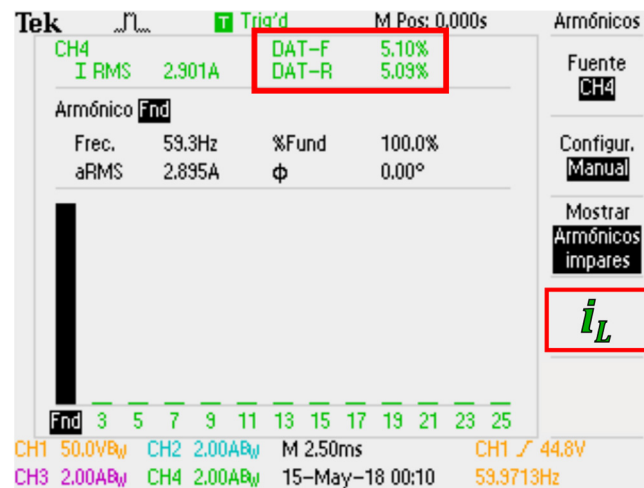 Tek Trig'd M Pos: 0.000s Armónicos
CH4 DAT-F 5.10%
I RMS 2.901A DAT-R 5.09%
Fuente
CH4
Armónico Fnd
Frec. 59.3Hz %Fund 100.0%
aRMS 2.895A ϕ 0.00°
Configur.
Manual
Mostrar
Armónicos
impares
iL
Fnd 3 5 7 9 11 13 15 17 19 21 23 25
CH1 50.0VBw CH2 2.00ABw M 2.50ms CH1 44.8V
CH3 2.00ABw CH4 2.00ABw 15-May-18 00:10 59.9713Hz